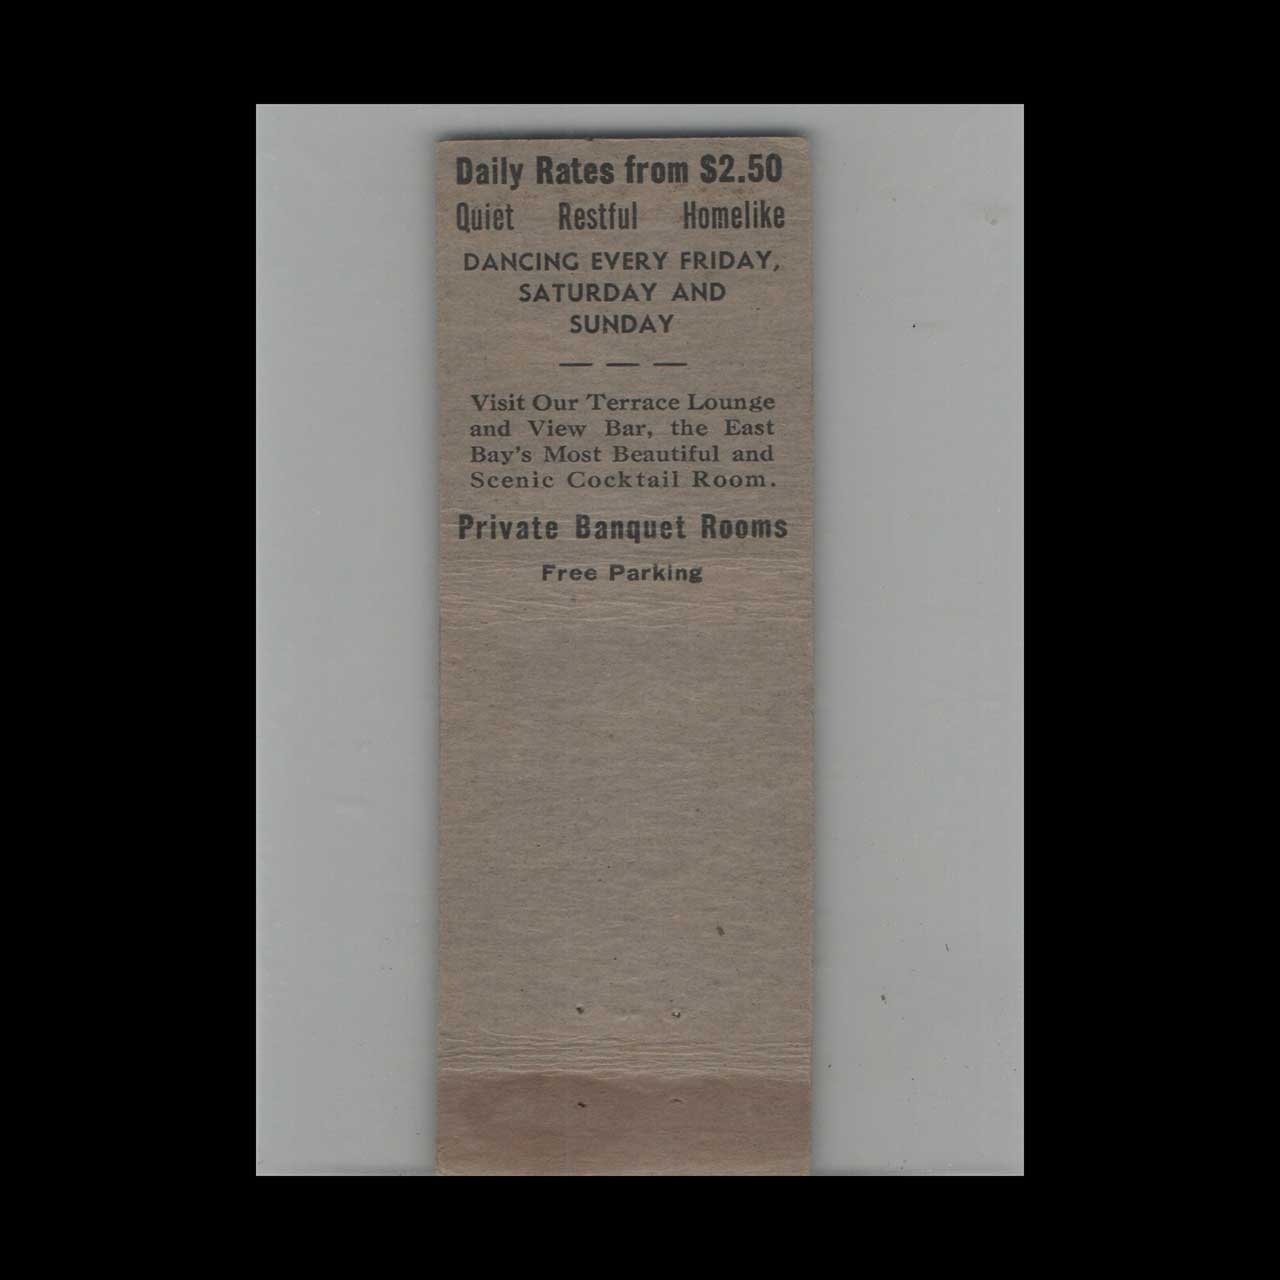 Daily Rates from $2.50
Quiet Restful Homelike
DANCING EVERY FRIDAY,
SATURDAY AND
SUNDAY
Visit Our Terrace Lounge
and View Bar, the East
Bay's Most Beautiful and
Scenic Cocktail Room.
Private Banquet Rooms
Free Parking